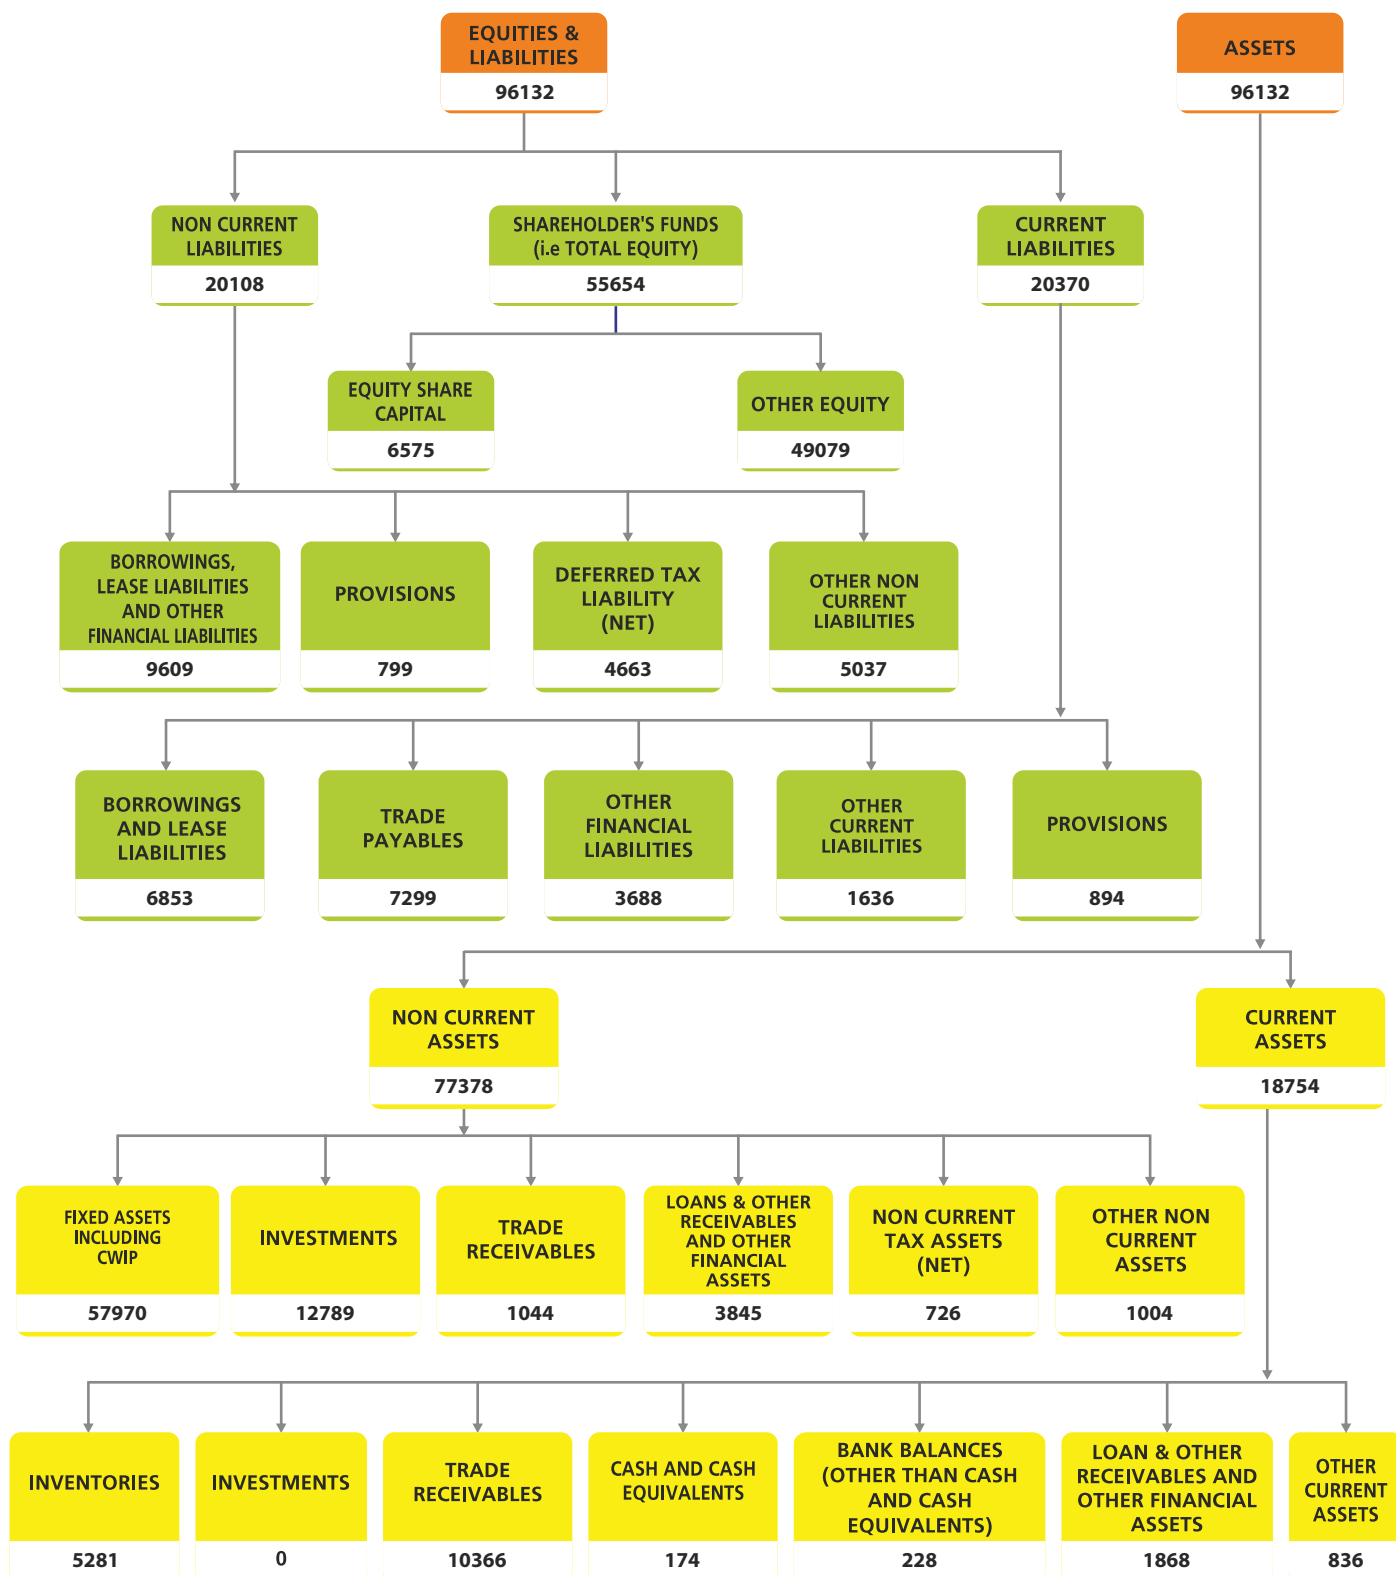 EQUITIES &
LIABILITIES
96132
ASSETS
96132
NON CURRENT
LIABILITIES
20108
SHAREHOLDER'S FUNDS
(i.e TOTAL EQUITY)
55654
CURRENT
LIABILITIES
20370
EQUITY SHARE
CAPITAL
6575
OTHER EQUITY
49079
BORROWINGS,
LEASE LIABILITIES
AND OTHER
FINANCIAL LIABILITIES
9609
PROVISIONS
799
DEFERRED TAX
LIABILITY
(NET)
4663
OTHER NON
CURRENT
LIABILITIES
5037
BORROWINGS
AND LEASE
LIABILITIES
6853
TRADE
PAYABLES
7299
OTHER
FINANCIAL
LIABILITIES
3688
OTHER
CURRENT
LIABILITIES
1636
PROVISIONS
894
NON CURRENT
ASSETS
77378
CURRENT
ASSETS
18754
FIXED ASSETS
INCLUDING
CWIP
57970
INVESTMENTS
12789
TRADE
RECEIVABLES
1044
LOANS & OTHER
RECEIVABLES
AND OTHER
FINANCIAL
ASSETS
3845
NON CURRENT
TAX ASSETS
(NET)
726
OTHER NON
CURRENT
ASSETS
1004
INVENTORIES
5281
INVESTMENTS
0
TRADE
RECEIVABLES
10366
CASH AND CASH
EQUIVALENTS
174
BANK BALANCES
(OTHER THAN CASH
AND CASH
EQUIVALENTS)
228
LOAN & OTHER
RECEIVABLES AND
OTHER FINANCIAL
ASSETS
1868
OTHER
CURRENT
ASSETS
836